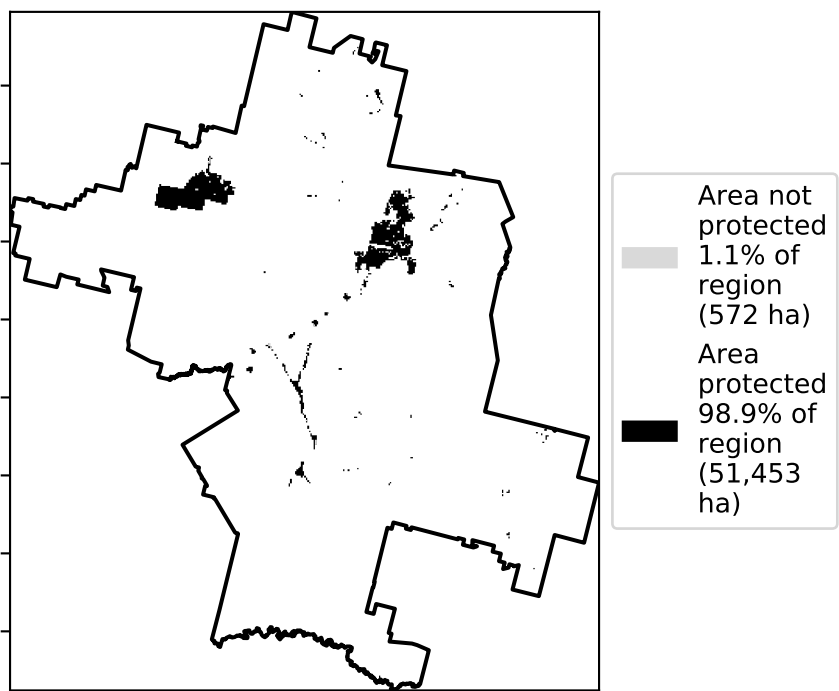 Area not
protected
1.1% of
region
(572 ha)
Area
protected
98.9% of
region
(51,453
ha)